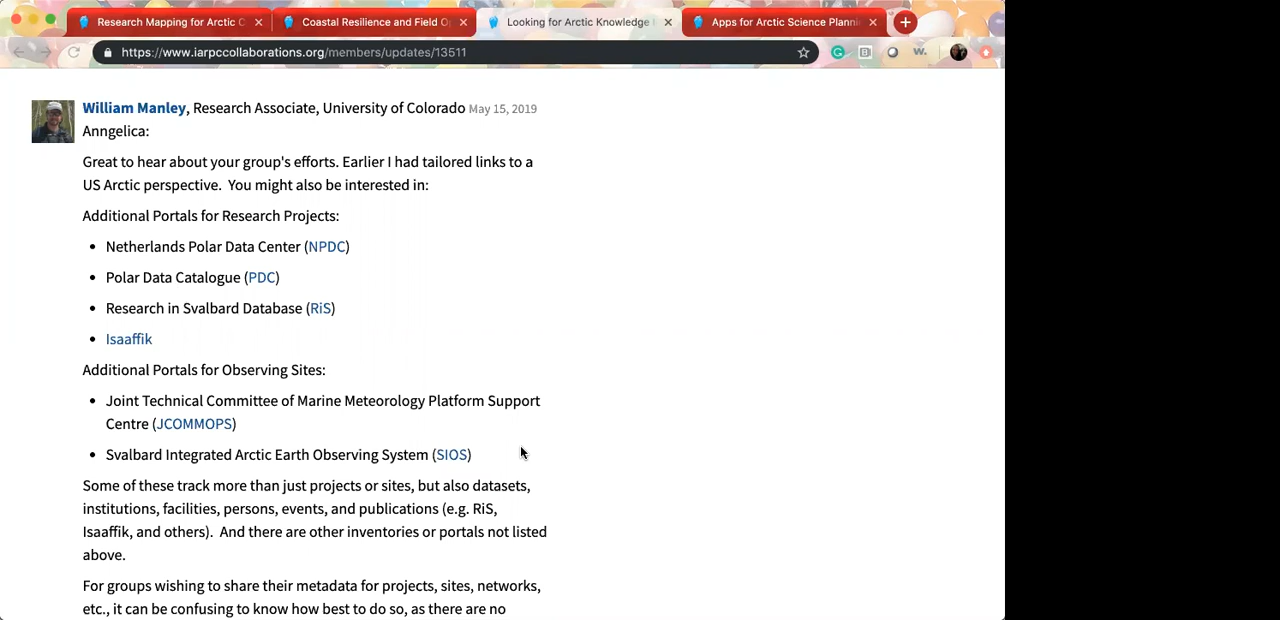 Research Mapping for Arctic C
Coastal Resilience and Field O
Looking for Arctic Knowledge
Apps for Arctic Science Planni
https://www.iarpccollaborations.org/members/updates/13511
William Manley, Research Associate, University of Colorado May 15, 2019
Anngelica:
Great to hear about your group's efforts. Earlier I had tailored links to a
US Arctic perspective. You might also be interested in:
Additional Portals for Research Projects:
• Netherlands Polar Data Center (NPDC)
• Polar Data Catalogue (PDC)
• Research in Svalbard Database (RiS)
• Isaaffik
Additional Portals for Observing Sites:
• Joint Technical Committee of Marine Meteorology Platform Support
Centre (JCOMMOPS)
• Svalbard Integrated Arctic Earth Observing System (SIOS)
Some of these track more than just projects or sites, but also datasets,
institutions, facilities, persons, events, and publications (e.g. RiS,
Isaaffik, and others). And there are other inventories or portals not listed
above.
For groups wishing to share their metadata for projects, sites, networks,
etc., it can be confusing to know how best to do so, as there are no